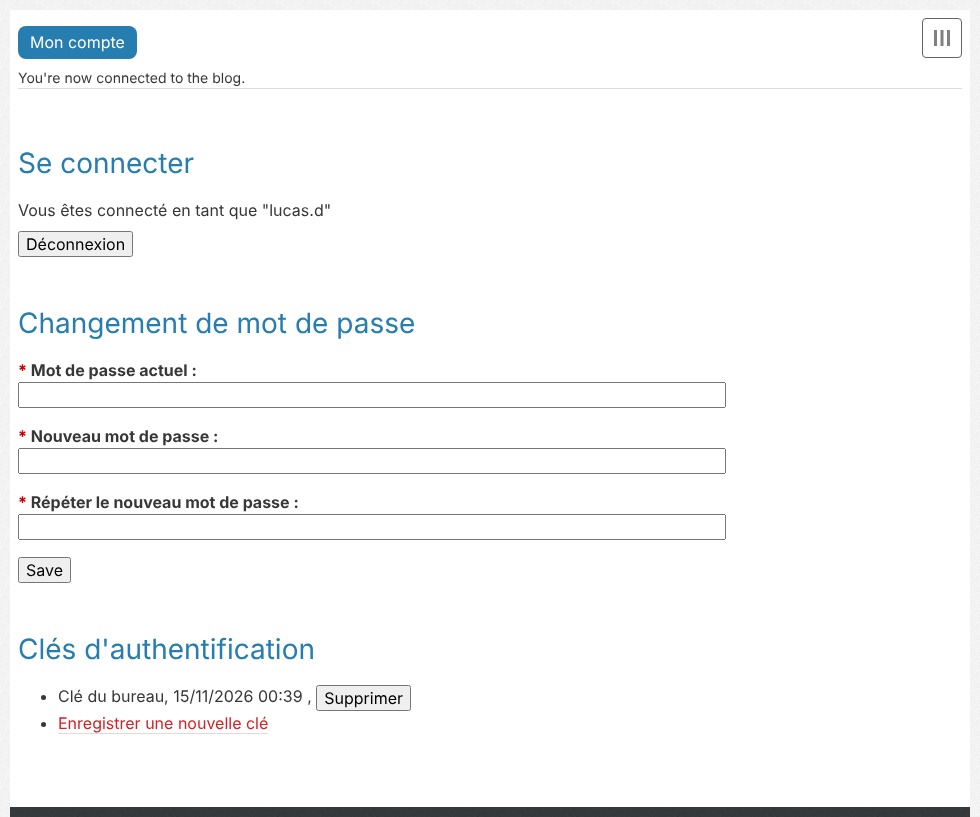 Mon compte
You're now connected to the blog.
Se connecter
Vous êtes connecté en tant que "lucas.d"
Déconnexion
Changement de mot de passe
* Mot de passe actuel :
* Nouveau mot de passe :
* Répéter le nouveau mot de passe :
Save
Clés d'authentification
• Clé du bureau, 15/11/2026 00:39 , Supprimer
• Enregistrer une nouvelle clé